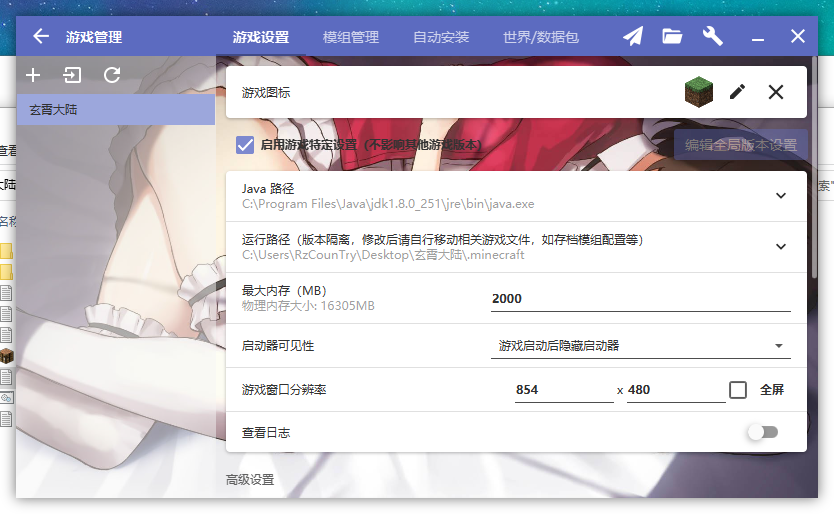 游戏管理
游戏设置
模组管理
自动安装
世界/数据包
玄霄大陆
游戏图标
启用游戏特定设置（不影响其他游戏版本）
编辑全局版本设置
Java 路径
C:\Program Files\Java\jdk1.8.0_251\jre\bin\java.exe
运行路径（版本隔离，修改后请自行移动相关游戏文件，如存档模组配置等）
C:\Users\RzCounTry\Desktop\玄霄大陆\.minecraft
最大内存（MB）
物理内存大小: 16305MB
2000
启动器可见性
游戏启动后隐藏启动器
游戏窗口分辨率
854 x 480 全屏
查看日志
高级设置
查看
大陆
名称
索"